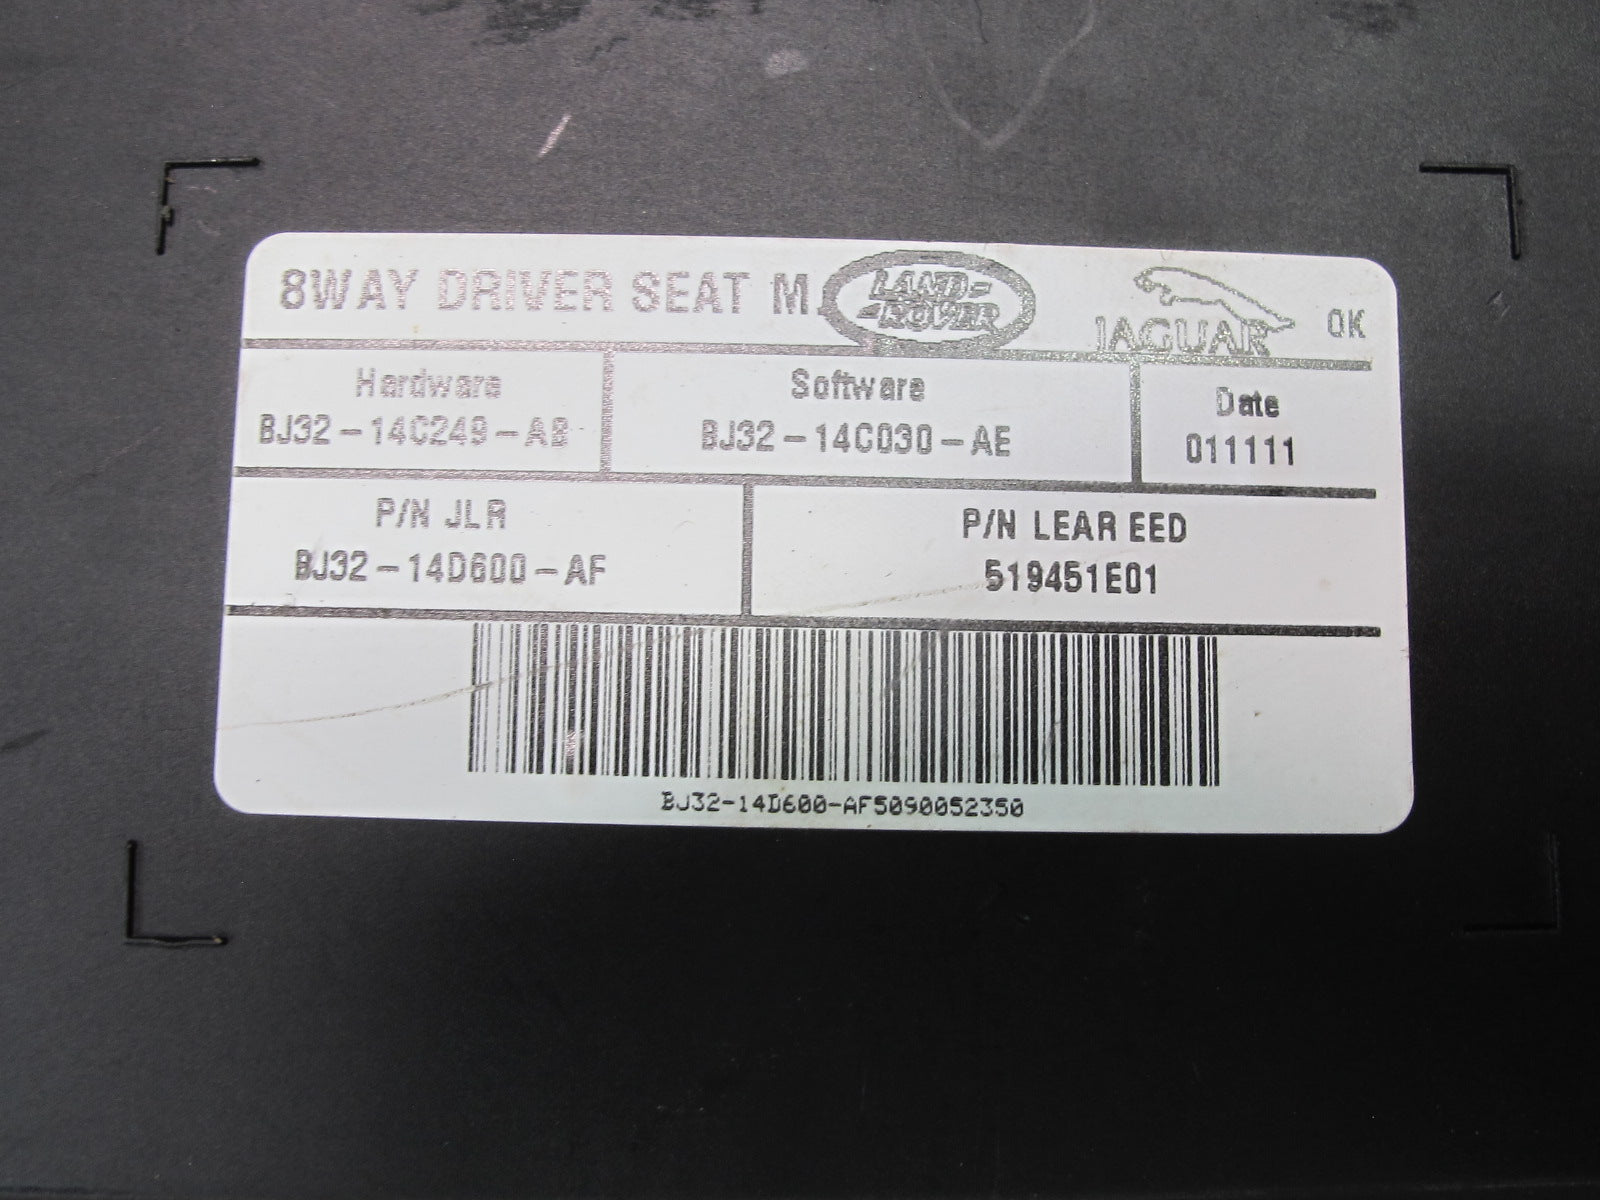 8WAY DRIVER SEAT M. LAND-
-ROVER JAGUAR OK
Hardware Software Date
BJ32-14C249-AB BJ32-14C030-AE 011111
P/N JLR P/N LEAR EED
BJ32-14D600-AF 519451E01
BJ32-14D600-AF5090052350